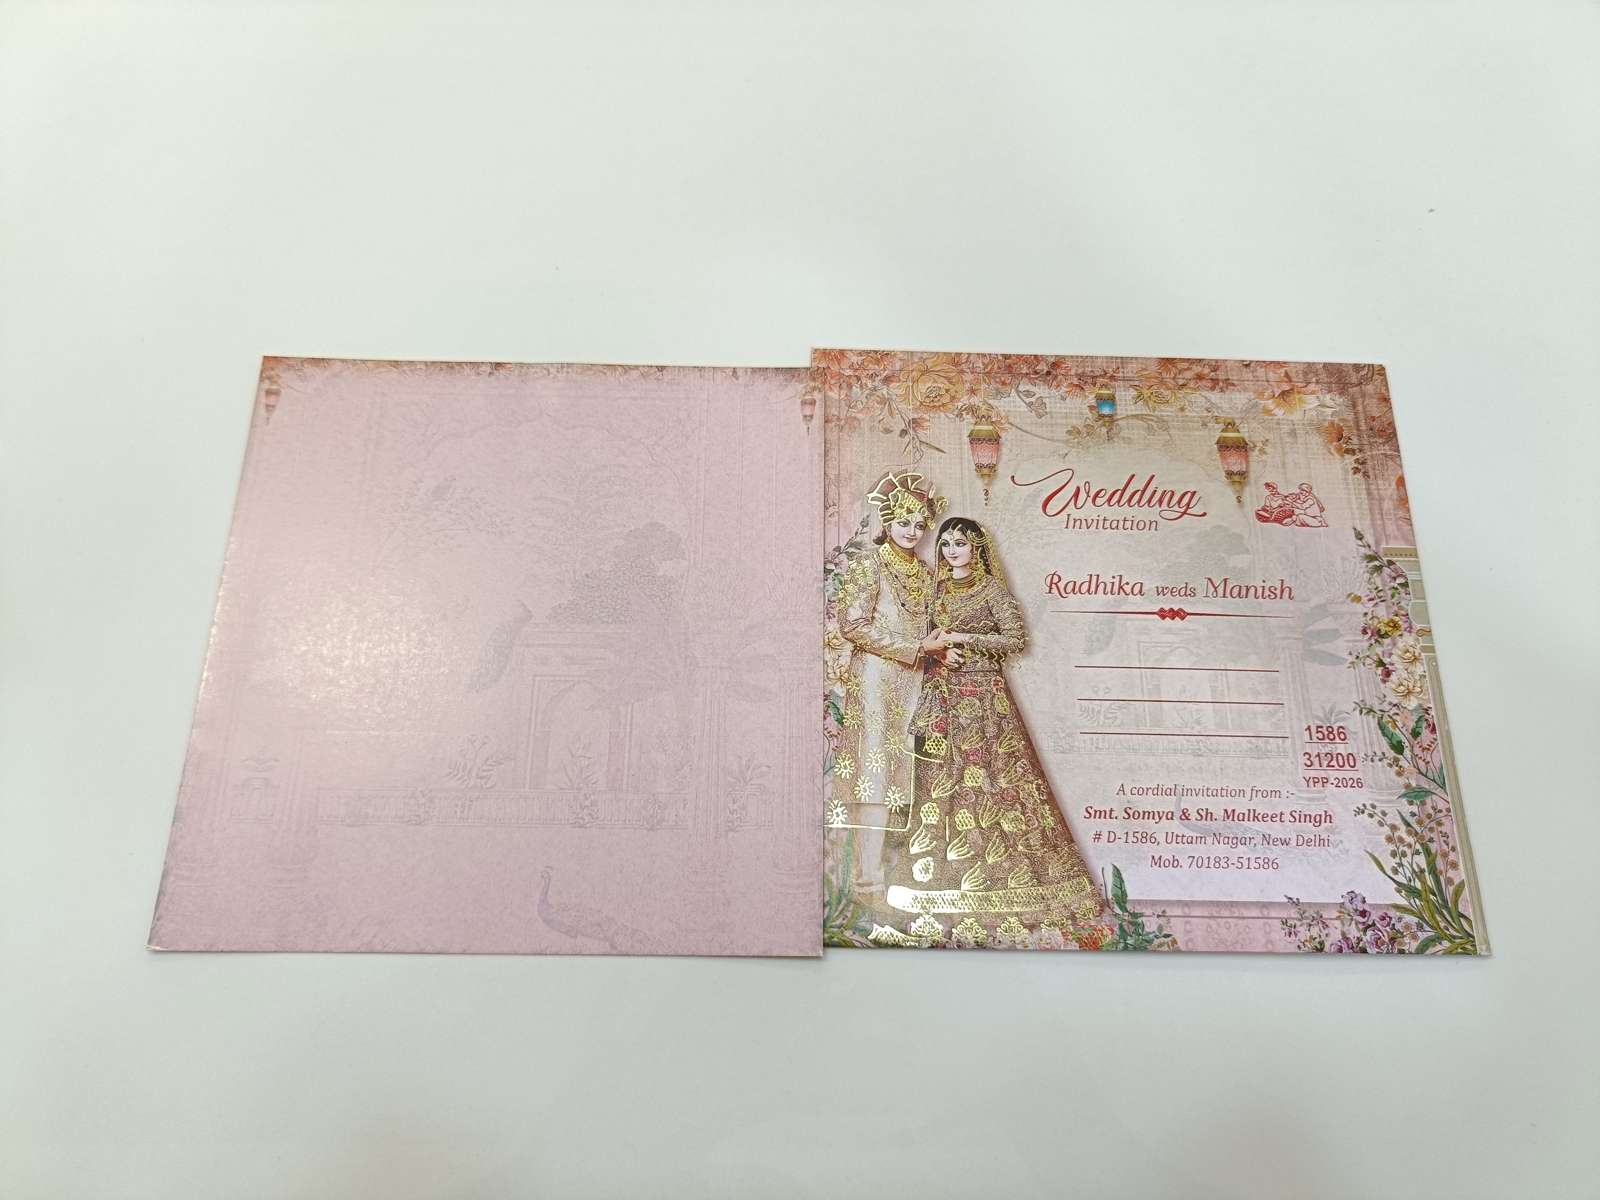 Wedding
Invitation
Radhika weds Manish
1586
31200
YPP-2026
A cordial invitation from :-
Smt. Somya & Sh. Malkeet Singh
# D-1586, Uttam Nagar, New Delhi
Mob. 70183-51586